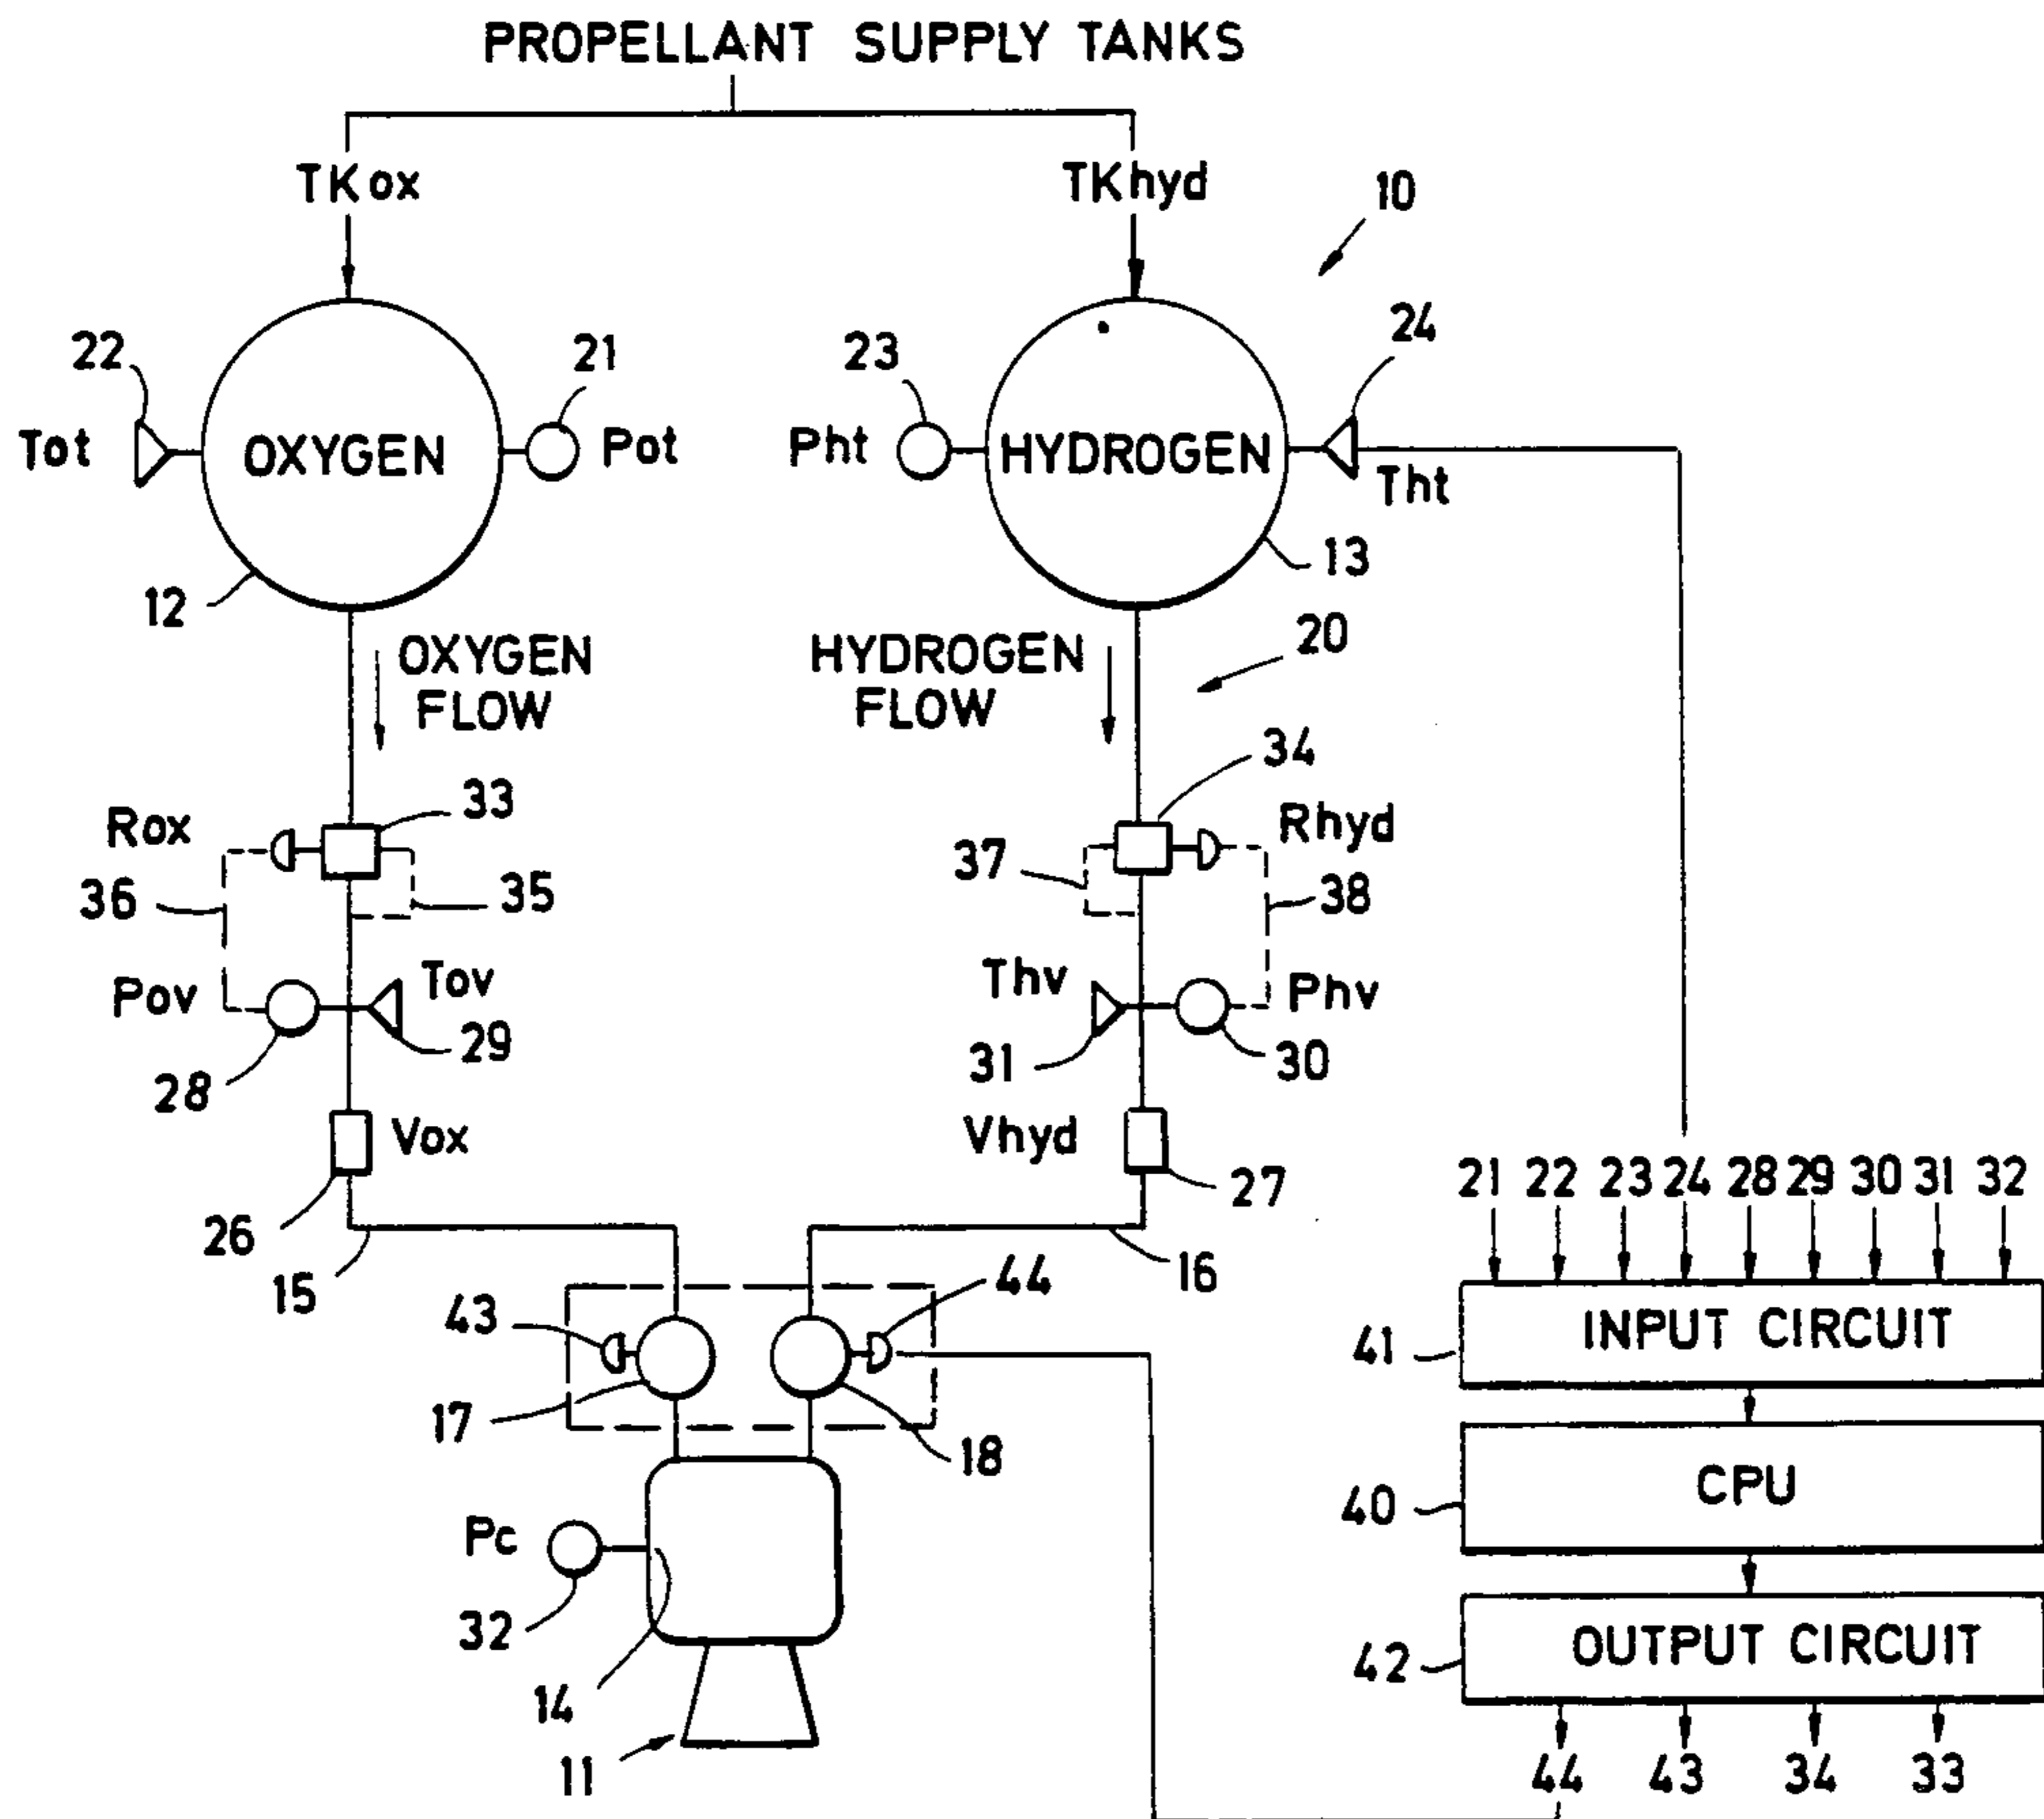 PROPELLANT SUPPLY TANKS
TKox
TKhyd
10
22
21
23
24
Tot
OXYGEN
Pot
Pht
HYDROGEN
Tht
12
13
OXYGEN
FLOW
HYDROGEN
FLOW
20
34
Rox
33
Rhyd
36
35
37
38
Pov
Tov
Thv
Phv
28
29
31
30
Vox
Vhyd
26
27
15
16
21 22 23 24 28 29 30 31 32
43
44
INPUT CIRCUIT
41
17
18
CPU
40
Pc
32
OUTPUT CIRCUIT
42
14
11
44 43 34 33